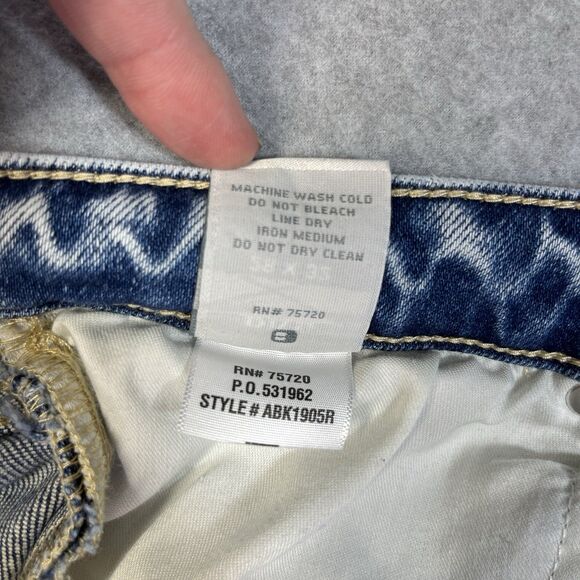 MACHINE WASH COLD
DO NOT BLEACH
LINE DRY
IRON MEDIUM
DO NOT DRY CLEAN
RN# 75720
8
RN# 75720
P.O. 531962
STYLE # ABK1905R